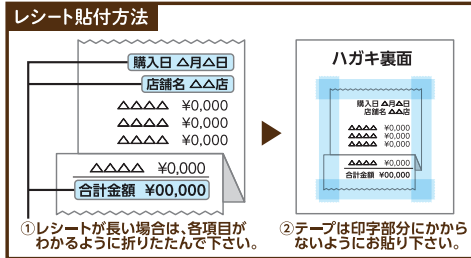 レシート貼付方法
購入日 △月△日
店舗名 △△店
△△△△ ¥0,000
△△△△ ¥0,000
△△△△ ¥0,000
△△△△ ¥0,000
合計金額 ¥00,000
①レシートが長い場合は、各項目が
わかるように折りたたんで下さい。
ハガキ裏面
購入日 △月△日
店舗名 △△店
△△△△ ¥0,000
△△△△ ¥0,000
△△△△ ¥0,000
△△△△ ¥0,000
合計金額 ¥00,000
②テープは印字部分にかから
ないようにお貼り下さい。